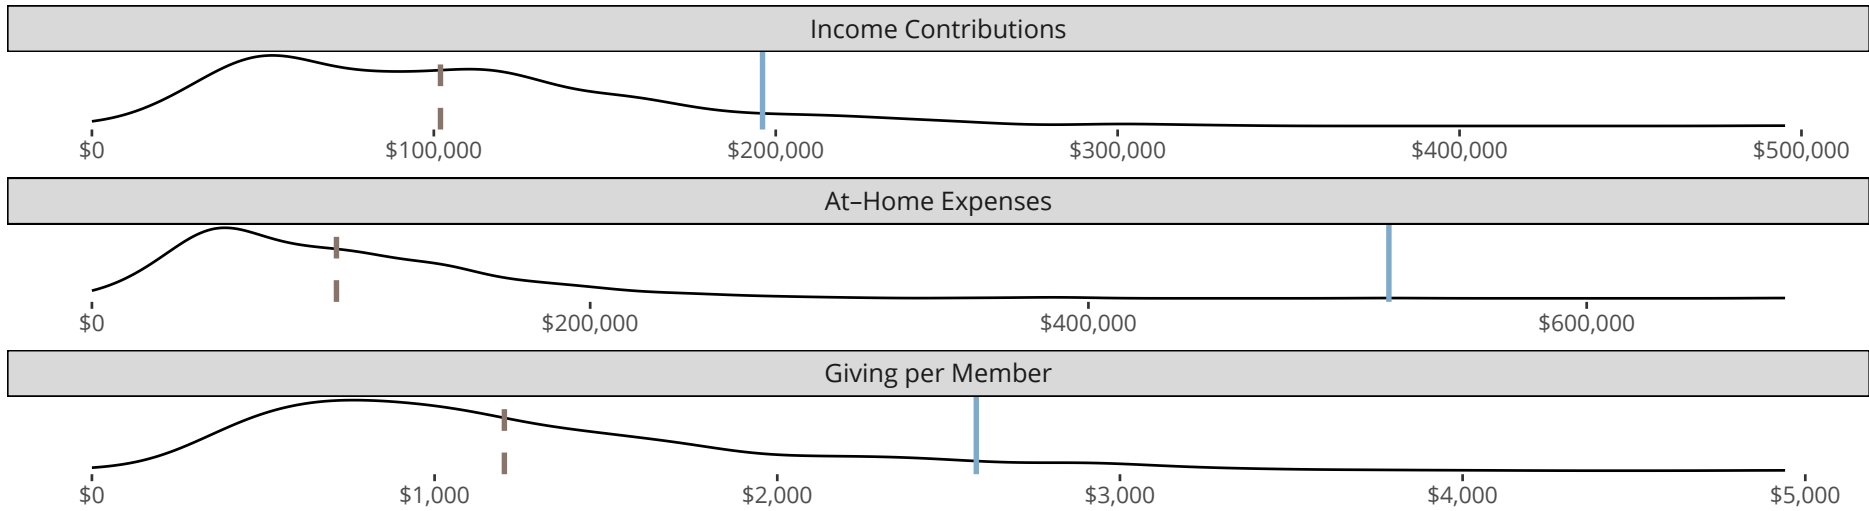 Income Contributions
$0 $100,000 $200,000 $300,000 $400,000 $500,000
At–Home Expenses
$0 $200,000 $400,000 $600,000
Giving per Member
$0 $1,000 $2,000 $3,000 $4,000 $5,000